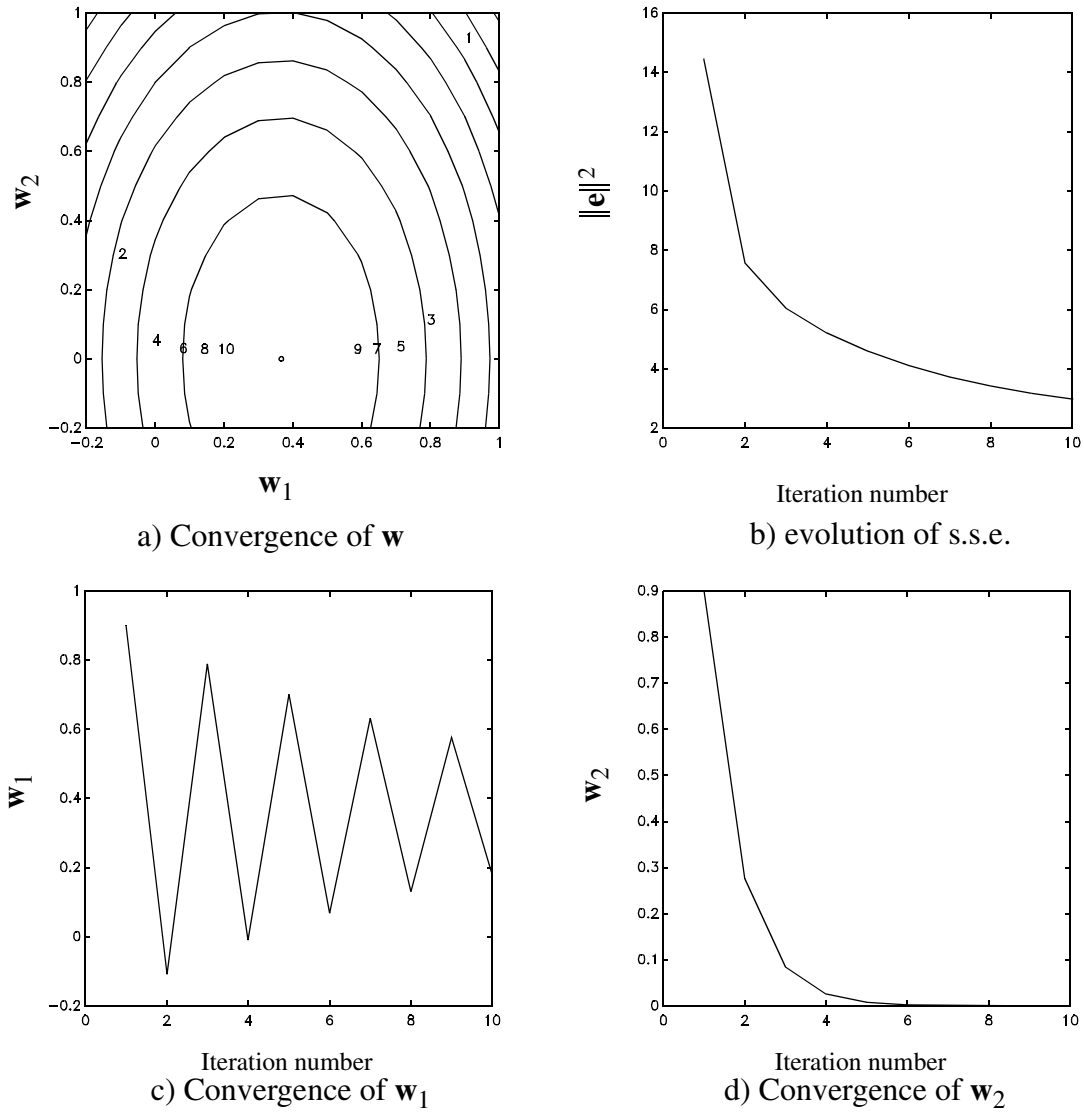 1
0.8
0.6
0.4
0.2
0
−0.2
−0.2 0 0.2 0.4 0.6 0.8 1
w2
w1
1
2
3
4 6 8 10 9 7 5
a) Convergence of w
16
14
12
10
8
6
4
2
0 2 4 6 8 10
‖e‖²
Iteration number
b) evolution of s.s.e.
1
0.8
0.6
0.4
0.2
0
−0.2
0 2 4 6 8 10
w1
Iteration number
c) Convergence of w1
0.9
0.8
0.7
0.6
0.5
0.4
0.3
0.2
0.1
0
0 2 4 6 8 10
w2
Iteration number
d) Convergence of w2